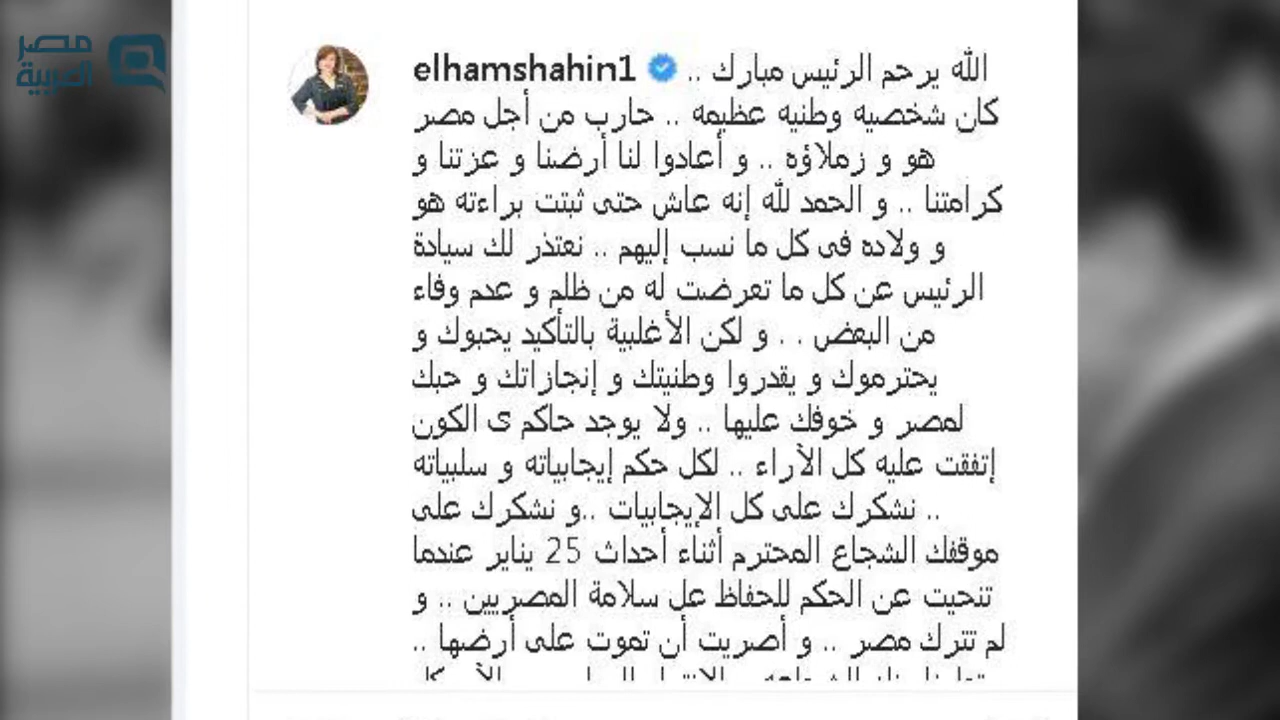 مصر
العربية
elhamshahin1 الله يرحم الرئيس مبارك ..
كان شخصيه وطنيه عظيمه .. حارب من أجل مصر
هو و زملاؤه .. و أعادوا لنا أرضنا و عزتنا و
كرامتنا .. و الحمد لله إنه عاش حتى ثبتت براءته هو
و ولاده فى كل ما نسب إليهم .. نعتذر لك سيادة
الرئيس عن كل ما تعرضت له من ظلم و عدم وفاء
من البعض . . و لكن الأغلبية بالتأكيد يحبوك و
يحترموك و يقدروا وطنيتك و إنجازاتك و حبك
لمصر و خوفك عليها .. ولا يوجد حاكم ى الكون
إتفقت عليه كل الآراء .. لكل حكم إيجابياته و سلبياته
.. نشكرك على كل الإيجابيات ..و نشكرك على
موقفك الشجاع المحترم أثناء أحداث 25 يناير عندما
تنحيت عن الحكم للحفاظ عل سلامة المصريين .. و
لم تترك مصر .. و أصريت أن تموت على أرضها ..